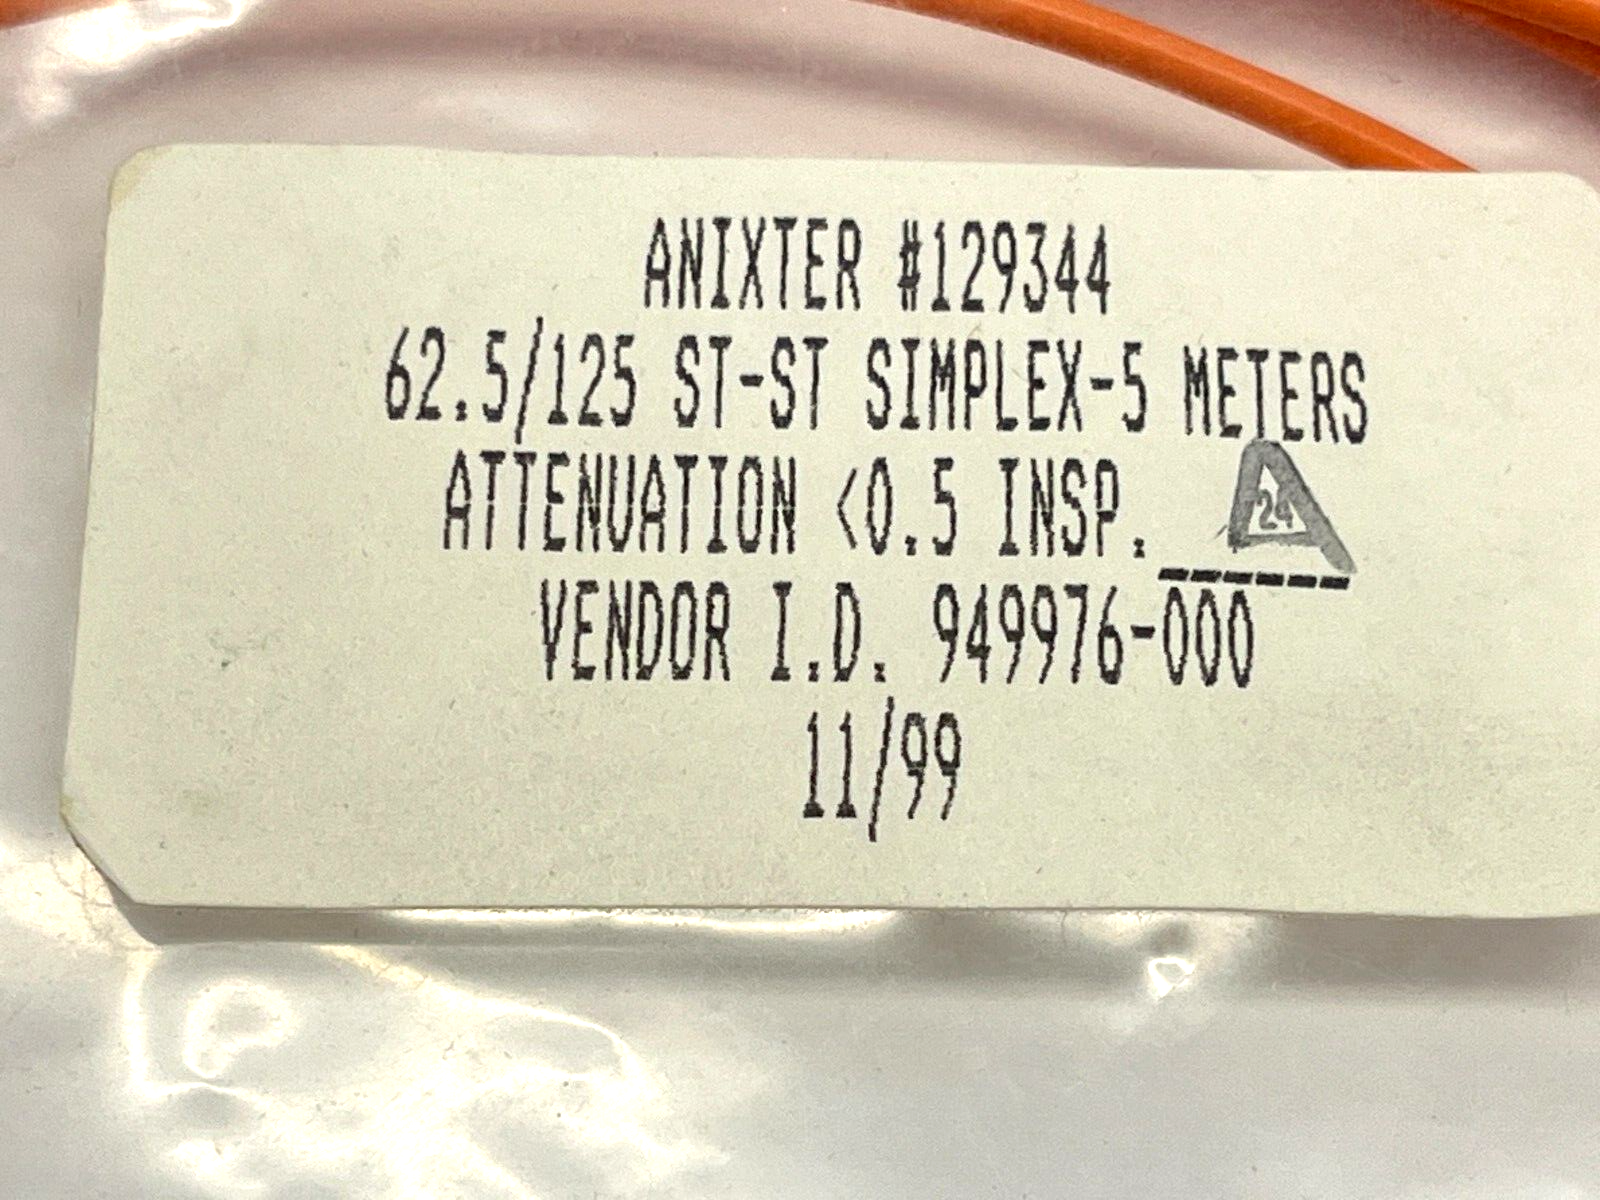 ANIXTER #129344
62.5/125 ST-ST SIMPLEX-5 METERS
ATTENUATION <0.5 INSP. 24
VENDOR I.D. 949976-000
11/99